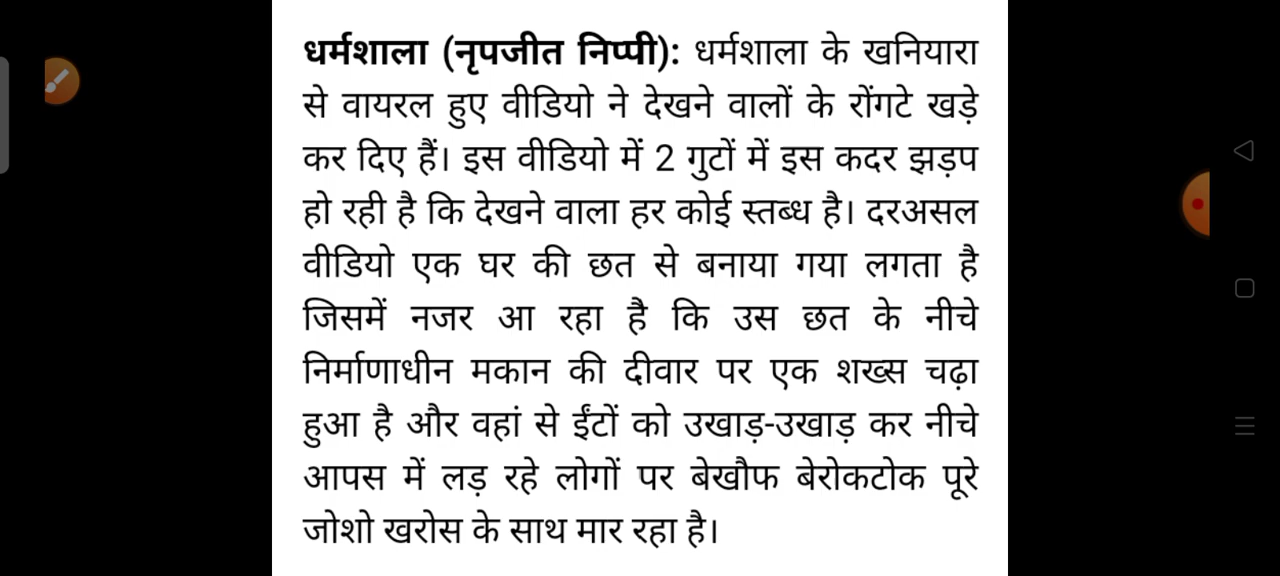 धर्मशाला (नृपजीत निप्पी): धर्मशाला के खनियारा
से वायरल हुए वीडियो ने देखने वालों के रोंगटे खड़े
कर दिए हैं। इस वीडियो में 2 गुटों में इस कदर झड़प
हो रही है कि देखने वाला हर कोई स्तब्ध है। दरअसल
वीडियो एक घर की छत से बनाया गया लगता है
जिसमें नजर आ रहा है कि उस छत के नीचे
निर्माणाधीन मकान की दीवार पर एक शख्स चढ़ा
हुआ है और वहां से ईंटों को उखाड़-उखाड़ कर नीचे
आपस में लड़ रहे लोगों पर बेखौफ बेरोकटोक पूरे
जोशो खरोस के साथ मार रहा है।